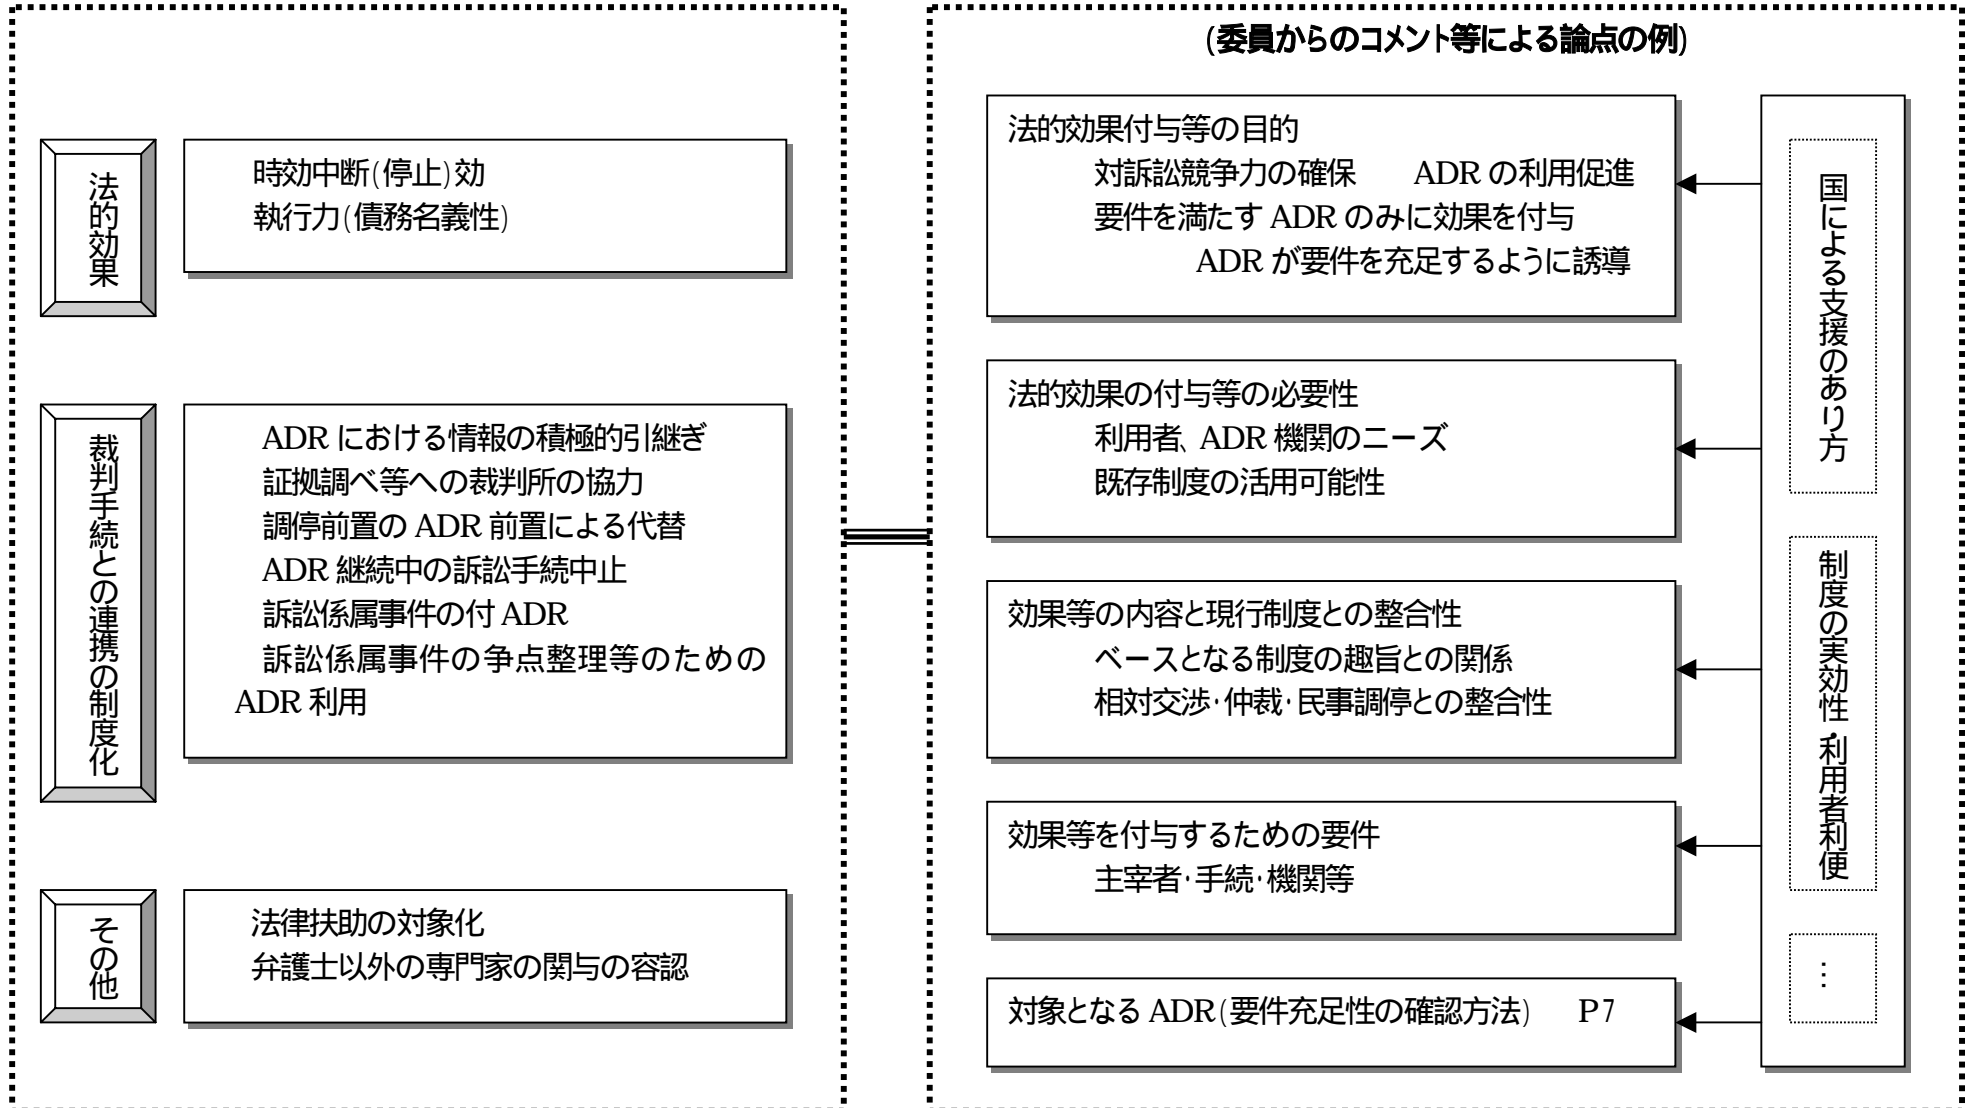 法的効果
時効中断(停止)効
執行力(債務名義性)
裁判手続との連携の制度化
ADRにおける情報の積極的引継ぎ
証拠調べ等への裁判所の協力
調停前置のADR前置による代替
ADR継続中の訴訟手続中止
訴訟係属事件の付ADR
訴訟係属事件の争点整理等のための
ADR利用
その他
法律扶助の対象化
弁護士以外の専門家の関与の容認
(委員からのコメント等による論点の例)
法的効果付与等の目的
対訴訟競争力の確保　ADRの利用促進
要件を満たすADRのみに効果を付与
ADRが要件を充足するように誘導
法的効果の付与等の必要性
利用者、ADR機関のニーズ
既存制度の活用可能性
効果等の内容と現行制度との整合性
ベースとなる制度の趣旨との関係
相対交渉・仲裁・民事調停との整合性
効果等を付与するための要件
主宰者・手続・機関等
対象となるADR(要件充足性の確認方法)　P7
国による支援のあり方
制度の実効性・利用者利便
…